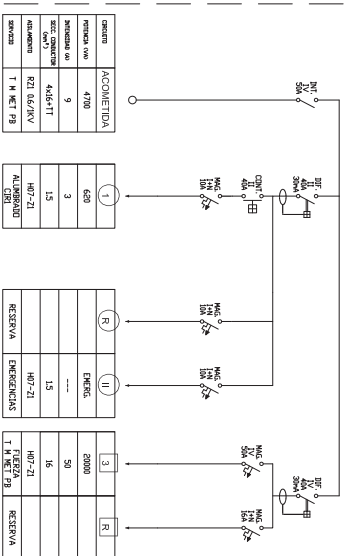 INT.
IV
50A
DIF.
II
40A
30mA
DIF.
IV
40A
30mA
CONT.
II
40A
MAG.
I+N
10A
MAG.
I+N
10A
MAG.
I+N
10A
MAG.
IV
50A
MAG.
I+N
16A
CIRCUITO
ACOMETIDA
1
R
II
3
R
POTENCIA (VA)
4700
620
EMERG.
20000
INTENSIDAD (A)
9
3
---
50
SECC. CONDUCTOR
(mm²)
4x16+TT
1.5
1.5
16
AISLAMIENTO
RZ1 0.6/1KV
H07-Z1
H07-Z1
H07-Z1
SERVICIO
T M MET PB
ALUMBRADO
CIR1
RESERVA
EMERGENCIAS
FUERZA
T M MET PB
RESERVA